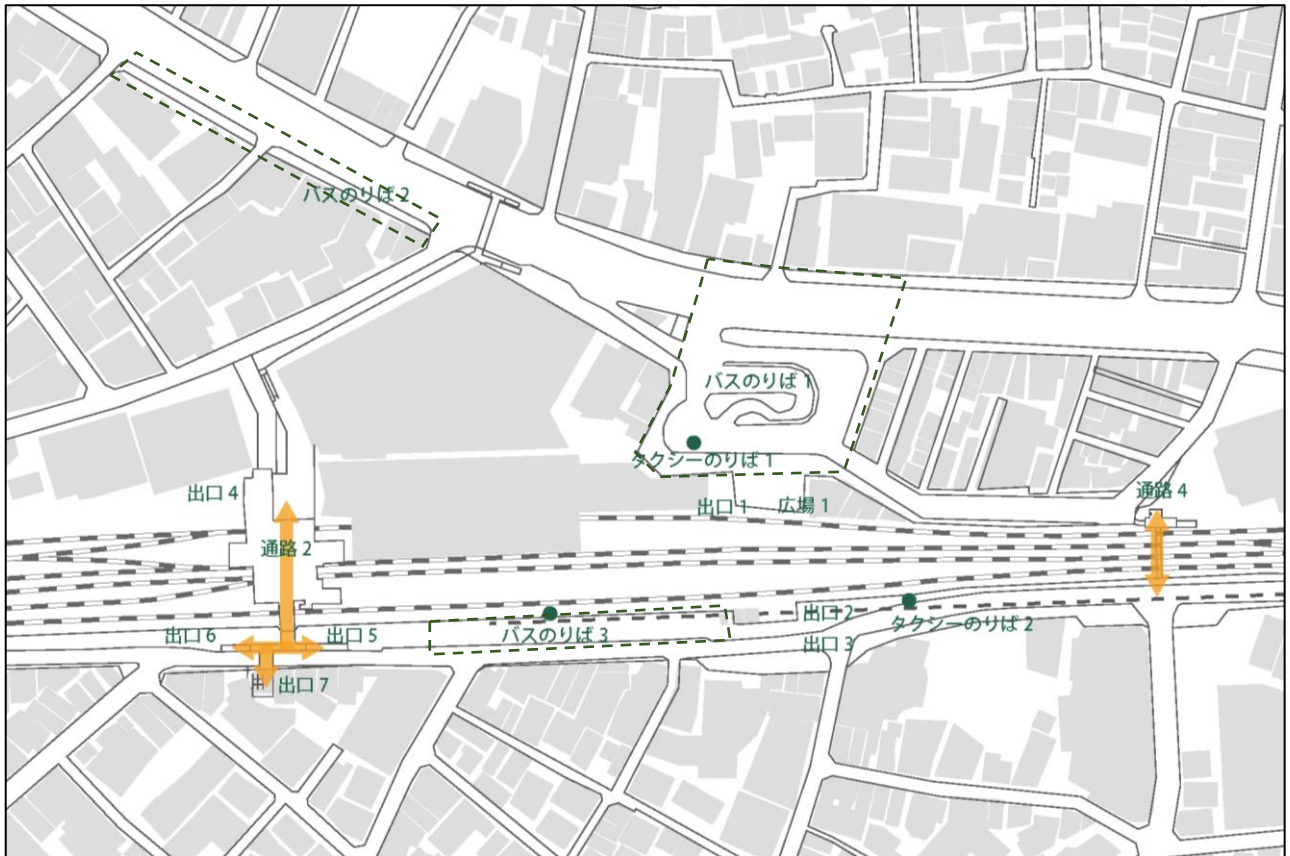 バスのりば 2
バスのりば 1
タクシーのりば 1
出口 4
出口 1
広場 1
通路 4
通路 2
出口 2
タクシーのりば 2
出口 6
出口 5
バスのりば 3
出口 3
出口 7